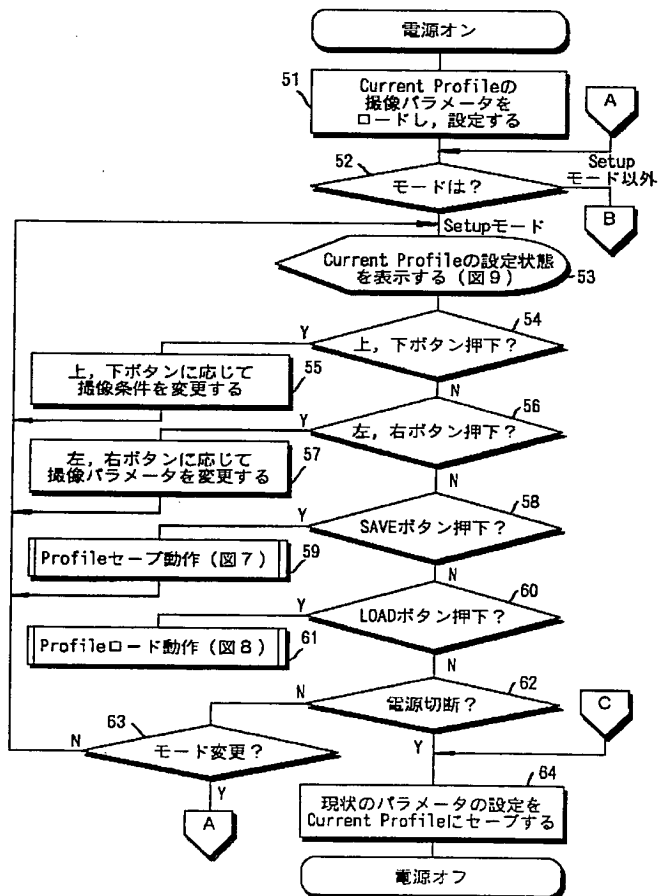 電源オン
51
Current Profileの
撮像パラメータを
ロードし，設定する
A
52
モードは？
Setup
モード以外
B
Setupモード
Current Profileの設定状態
を表示する（図９）
53
54
Y
上，下ボタン押下？
上，下ボタンに応じて
撮像条件を変更する
55
N
56
Y
左，右ボタン押下？
左，右ボタンに応じて
撮像パラメータを変更する
57
N
58
Y
SAVEボタン押下？
Profileセーブ動作（図７）
59
N
60
Y
LOADボタン押下？
Profileロード動作（図８）
61
N
62
N
電源切断？
C
63
N
モード変更？
Y
Y
A
64
現状のパラメータの設定を
Current Profileにセーブする
電源オフ